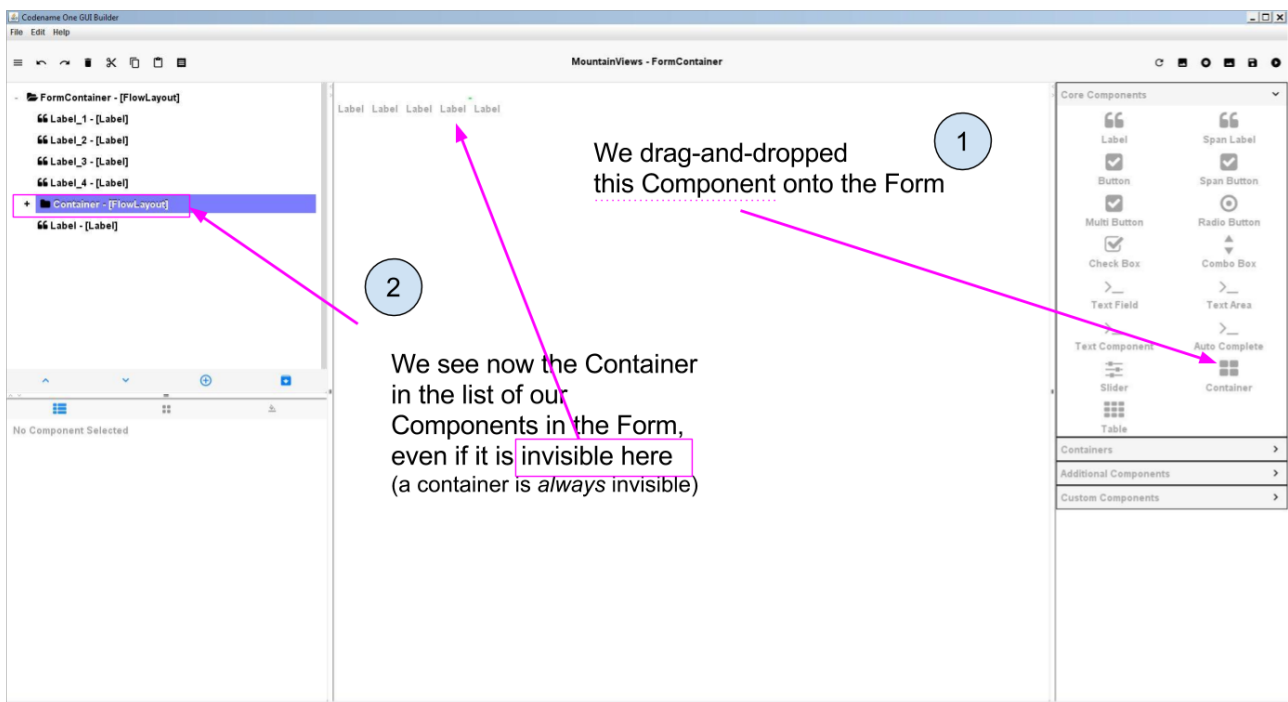 Codename One GUI Builder
File Edit Help
MountainViews - FormContainer
FormContainer - [FlowLayout]
Label_1 - [Label]
Label_2 - [Label]
Label_3 - [Label]
Label_4 - [Label]
Container - [FlowLayout]
Label - [Label]
No Component Selected
Label Label Label Label Label
1
We drag-and-dropped
this Component onto the Form
2
We see now the Container
in the list of our
Components in the Form,
even if it is invisible here
(a container is always invisible)
Core Components
Label Span Label
Button Span Button
Multi Button Radio Button
Check Box Combo Box
Text Field Text Area
Text Component Auto Complete
Slider Container
Table
Containers
Additional Components
Custom Components